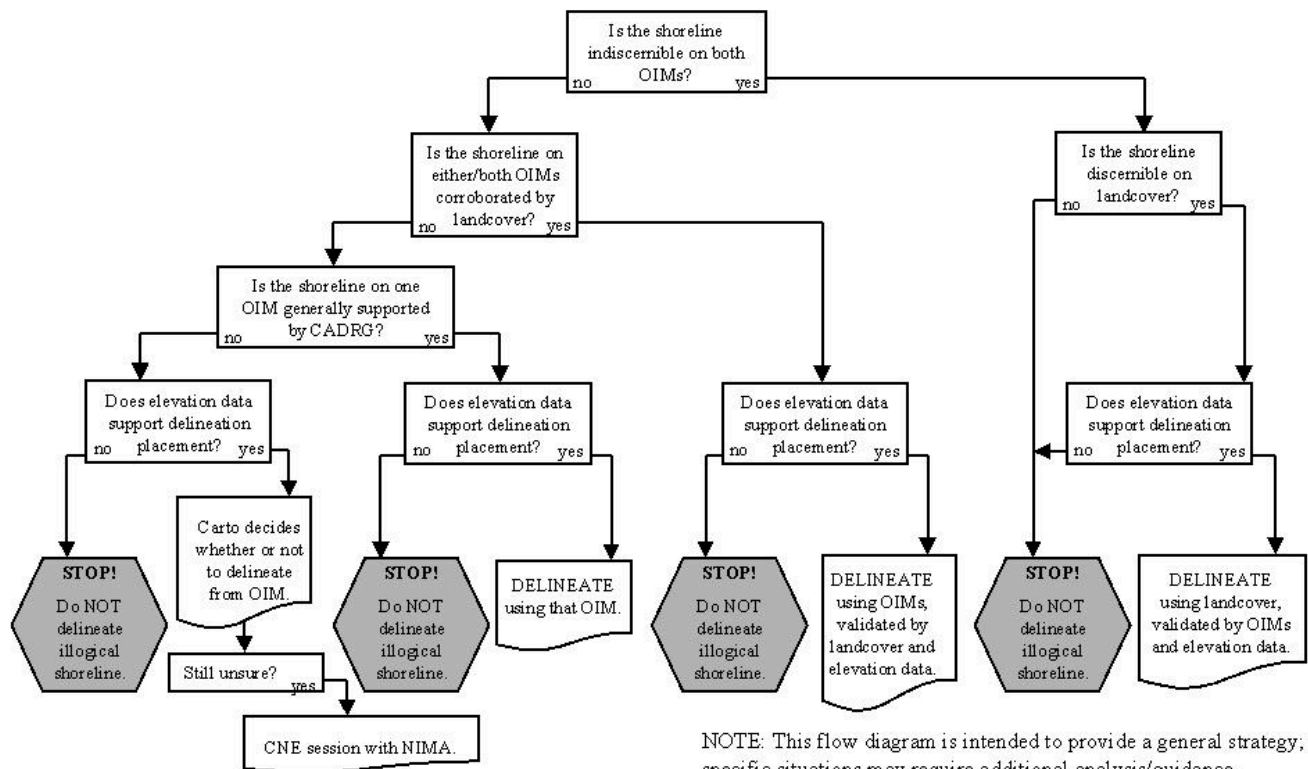 Is the shoreline
indiscernible on both
OIMs?
no yes
Is the shoreline on
either/both OIMs
corroborated by
landcover?
no yes
Is the shoreline
discernible on
landcover?
no yes
Is the shoreline on one
OIM generally supported
by CADRG?
no yes
Does elevation data
support delineation
placement?
no yes
Does elevation data
support delineation
placement?
no yes
Does elevation data
support delineation
placement?
no yes
Does elevation data
support delineation
placement?
no yes
STOP!
Do NOT
delineate
illogical
shoreline.
Carto decides
whether or not
to delineate
from OIM.
Still unsure?
yes
CNE session with NIMA.
STOP!
Do NOT
delineate
illogical
shoreline.
DELINEATE
using that OIM.
STOP!
Do NOT
delineate
illogical
shoreline.
DELINEATE
using OIMs,
validated by
landcover and
elevation data.
STOP!
Do NOT
delineate
illogical
shoreline.
DELINEATE
using landcover,
validated by OIMs
and elevation data.
NOTE: This flow diagram is intended to provide a general strategy;
specific situations may require additional analysis/guidance.